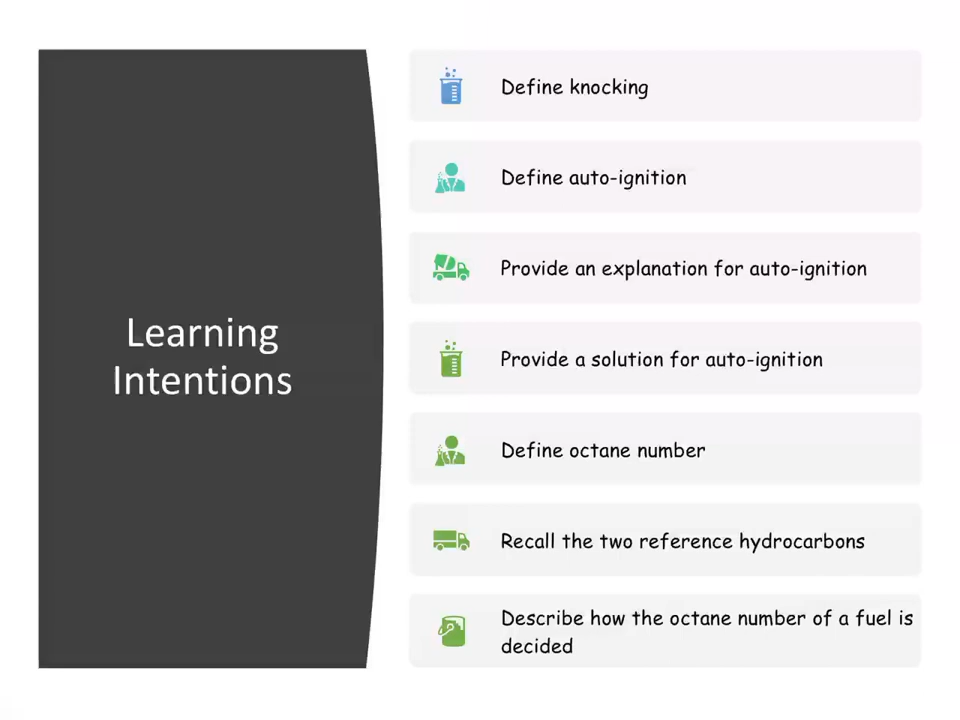 Learning
Intentions
Define knocking
Define auto-ignition
Provide an explanation for auto-ignition
Provide a solution for auto-ignition
Define octane number
Recall the two reference hydrocarbons
Describe how the octane number of a fuel is
decided